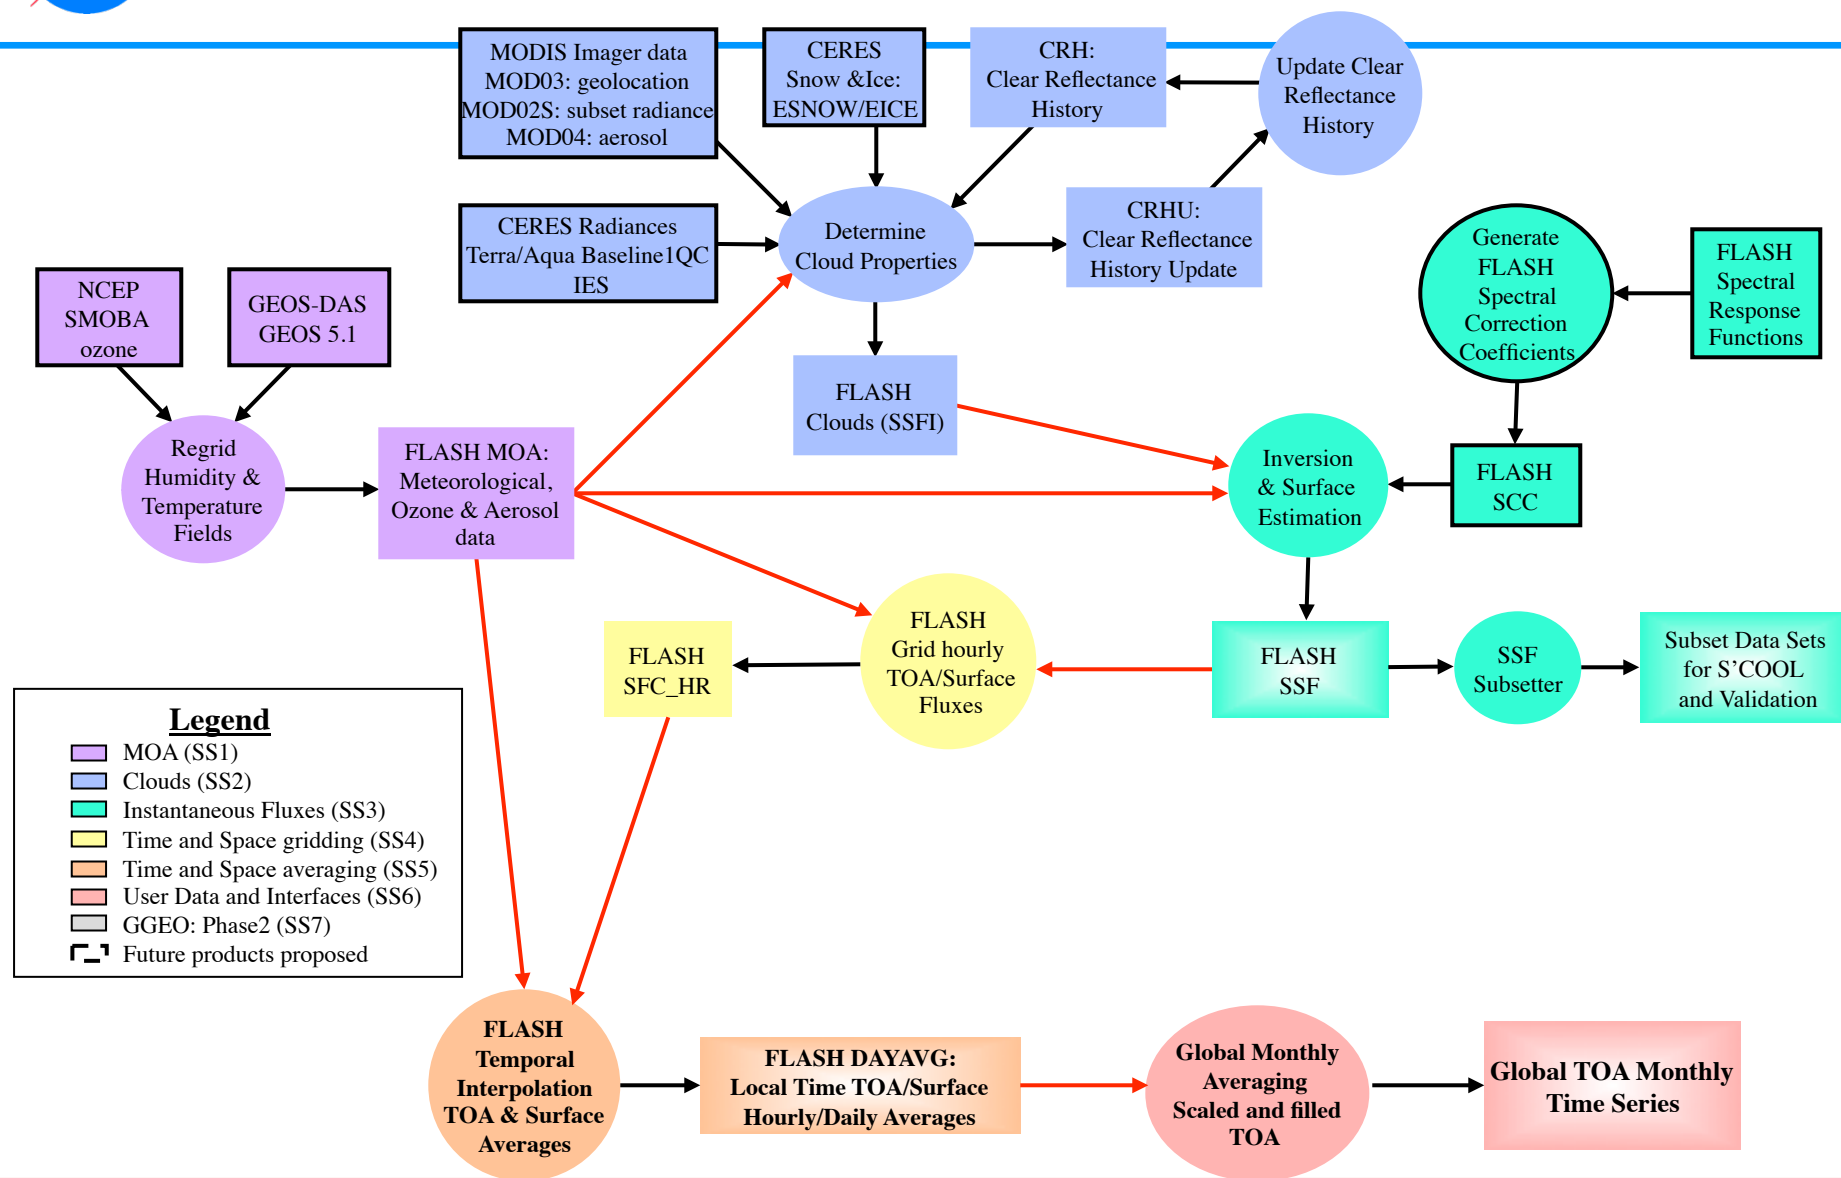 MODIS Imager data
MOD03: geolocation
MOD02S: subset radiance
MOD04: aerosol
CERES
Snow &Ice:
ESNOW/EICE
CRH:
Clear Reflectance
History
Update Clear
Reflectance
History
CERES Radiances
Terra/Aqua Baseline1QC
IES
Determine
Cloud Properties
CRHU:
Clear Reflectance
History Update
Generate
FLASH
Spectral
Correction
Coefficients
FLASH
Spectral
Response
Functions
NCEP
SMOBA
ozone
GEOS-DAS
GEOS 5.1
FLASH
Clouds (SSFI)
Regrid
Humidity &
Temperature
Fields
FLASH MOA:
Meteorological,
Ozone & Aerosol
data
Inversion
& Surface
Estimation
FLASH
SCC
FLASH
SFC_HR
FLASH
Grid hourly
TOA/Surface
Fluxes
FLASH
SSF
SSF
Subsetter
Subset Data Sets
for S’COOL
and Validation
Legend
MOA (SS1)
Clouds (SS2)
Instantaneous Fluxes (SS3)
Time and Space gridding (SS4)
Time and Space averaging (SS5)
User Data and Interfaces (SS6)
GGEO: Phase2 (SS7)
Future products proposed
FLASH
Temporal
Interpolation
TOA & Surface
Averages
FLASH DAYAVG:
Local Time TOA/Surface
Hourly/Daily Averages
Global Monthly
Averaging
Scaled and filled
TOA
Global TOA Monthly
Time Series